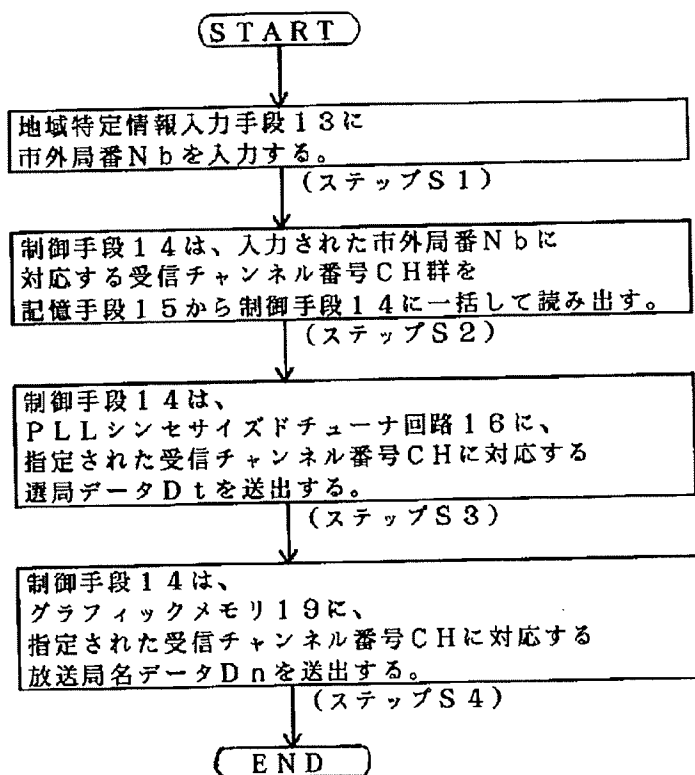 START
地域特定情報入力手段13に
市外局番Nbを入力する。
(ステップS1)
制御手段14は、入力された市外局番Nbに
対応する受信チャンネル番号CH群を
記憶手段15から制御手段14に一括して読み出す。
(ステップS2)
制御手段14は、
PLLシンセサイズドチューナ回路16に、
指定された受信チャンネル番号CHに対応する
選局データDtを送出する。
(ステップS3)
制御手段14は、
グラフィックメモリ19に、
指定された受信チャンネル番号CHに対応する
放送局名データDnを送出する。
(ステップS4)
END